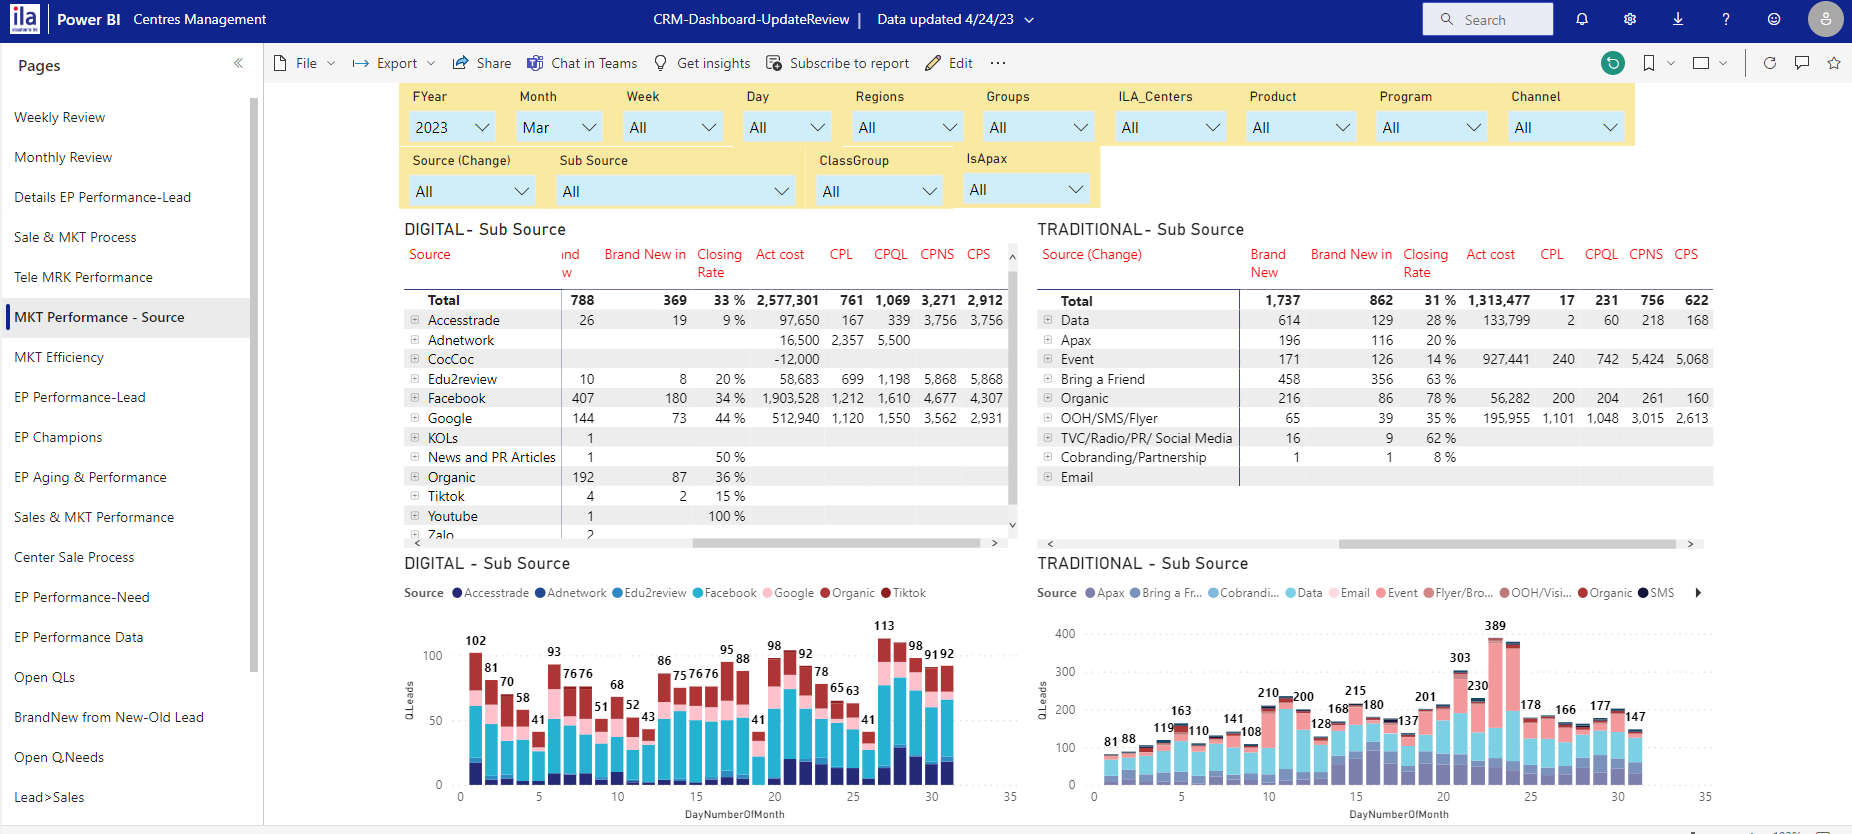 ila
Power BI Centres Management
CRM-Dashboard-UpdateReview | Data updated 4/24/23
Search
Pages
File Export Share Chat in Teams Get insights Subscribe to report Edit ...
Weekly Review
Monthly Review
Details EP Performance-Lead
Sale & MKT Process
Tele MRK Performance
MKT Performance - Source
MKT Efficiency
EP Performance-Lead
EP Champions
EP Aging & Performance
Sales & MKT Performance
Center Sale Process
EP Performance-Need
EP Performance Data
Open QLs
BrandNew from New-Old Lead
Open Q.Needs
Lead>Sales
FYear Month Week Day Regions Groups ILA_Centers Product Program Channel
2023 Mar All All All All All All All All
Source (Change) Sub Source ClassGroup IsApax
All All All All
DIGITAL- Sub Source
Source nd w Brand New in Closing Rate Act cost CPL CPQL CPNS CPS
Total 788 369 33 % 2,577,301 761 1,069 3,271 2,912
Accesstrade 26 19 9 % 97,650 167 339 3,756 3,756
Adnetwork 16,500 2,357 5,500
CocCoc -12,000
Edu2review 10 8 20 % 58,683 699 1,198 5,868 5,868
Facebook 407 180 34 % 1,903,528 1,212 1,610 4,677 4,307
Google 144 73 44 % 512,940 1,120 1,550 3,562 2,931
KOLs 1
News and PR Articles 1 50 %
Organic 192 87 36 %
Tiktok 4 2 15 %
Youtube 1 100 %
Zalo 2
TRADITIONAL- Sub Source
Source (Change) Brand New Brand New in Closing Rate Act cost CPL CPQL CPNS CPS
Total 1,737 862 31 % 1,313,477 17 231 756 622
Data 614 129 28 % 133,799 2 60 218 168
Apax 196 116 20 %
Event 171 126 14 % 927,441 240 742 5,424 5,068
Bring a Friend 458 356 63 %
Organic 216 86 78 % 56,282 200 204 261 160
OOH/SMS/Flyer 65 39 35 % 195,955 1,101 1,048 3,015 2,613
TVC/Radio/PR/ Social Media 16 9 62 %
Cobranding/Partnership 1 1 8 %
Email
DIGITAL - Sub Source
Source Accesstrade Adnetwork Edu2review Facebook Google Organic Tiktok
Q.Leads
100
50
0
102 81 70 58 41 93 76 76 51 68 52 43 86 75 76 76 95 88 41 98 92 78 65 63 41 113 98 91 92
0 5 10 15 20 25 30 35
DayNumberOfMonth
TRADITIONAL - Sub Source
Source Apax Bring a Fr... Cobrandi... Data Email Event Flyer/Bro... OOH/Visi... Organic SMS
Q.Leads
400
300
200
100
0
81 88 119 163 110 141 108 210 200 128 168 215 180 137 201 303 230 389 178 166 177 147
0 5 10 15 20 25 30 35
DayNumberOfMonth